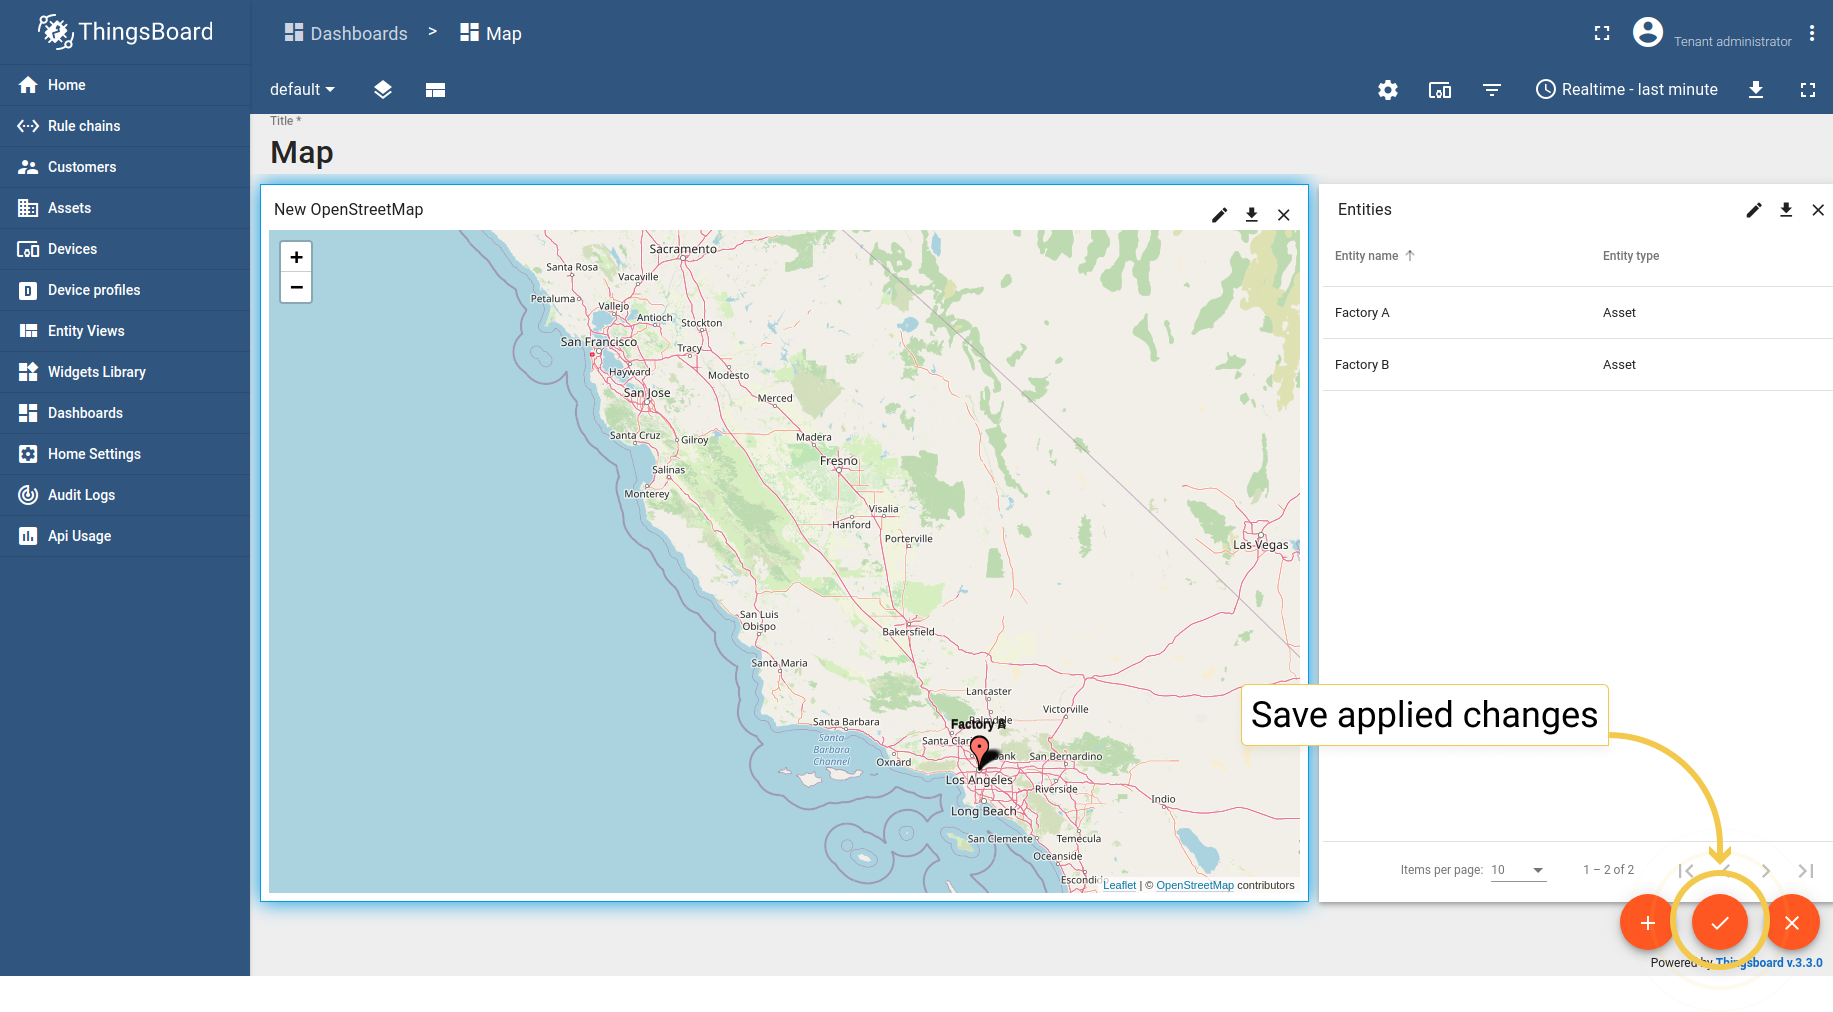 ThingsBoard
Dashboards > Map
Tenant administrator
Home
Rule chains
Customers
Assets
Devices
Device profiles
Entity Views
Widgets Library
Dashboards
Home Settings
Audit Logs
Api Usage
default
Realtime - last minute
Title *
Map
New OpenStreetMap
+
−
Sacramento
Santa Rosa
Vacaville
Petaluma
Vallejo
Antioch
Stockton
San Francisco
Tracy
Hayward
Modesto
San Jose
Merced
Santa Cruz
Gilroy
Madera
Fresno
Salinas
Monterey
Visalia
Hanford
Porterville
Las Vegas
San Luis
Obispo
Bakersfield
Santa Maria
Lancaster
Victorville
Palmdale
Factory
Santa Barbara
Santa
Barbara
Channel
Santa Clari
bank
San Bernardino
Oxnard
Los Angeles
Riverside
Indio
Long Beach
San Clemente
Temecula
Oceanside
Escondid
Leaflet | © OpenStreetMap contributors
Entities
Entity name
Entity type
Factory A
Asset
Factory B
Asset
Save applied changes
Items per page: 10
1 – 2 of 2
Powered by Thingsboard v.3.3.0